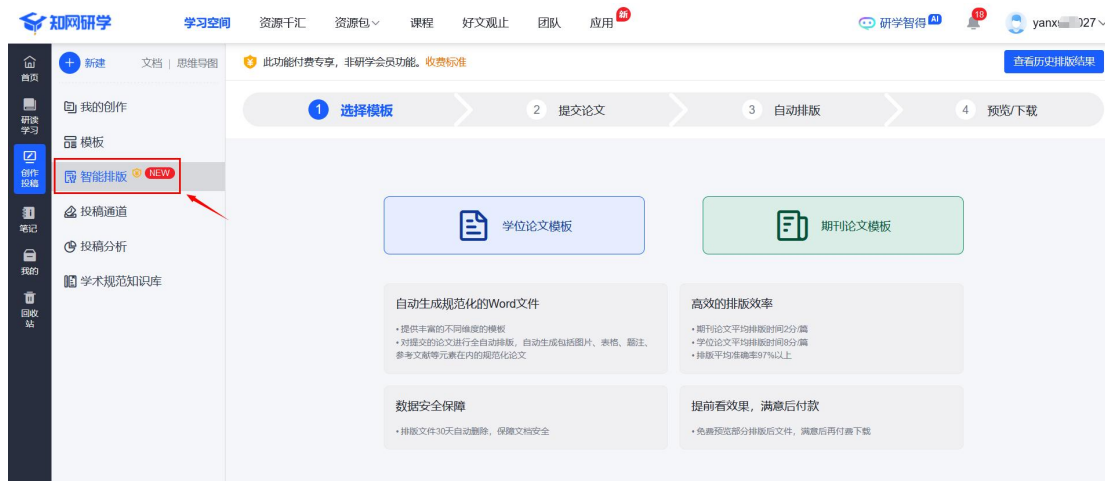 知网研学
学习空间
资源千汇
资源包
课程
好文观止
团队
应用
新
研学智得 AI
18
yanx 027
首页
研读
学习
创作
投稿
笔记
我的
回收
站
+ 新建
文档 | 思维导图
我的创作
模板
智能排版 NEW
投稿通道
投稿分析
学术规范知识库
此功能付费专享，非研学会员功能。收费标准
查看历史排版结果
1 选择模板
2 提交论文
3 自动排版
4 预览/下载
学位论文模板
期刊论文模板
自动生成规范化的Word文件
• 提供丰富的不同维度的模板
• 对提交的论文进行全自动排版，自动生成包括图片、表格、题注、
参考文献等元素在内的规范化论文
高效的排版效率
• 期刊论文平均排版时间2分/篇
• 学位论文平均排版时间8分/篇
• 排版平均准确率97%以上
数据安全保障
• 排版文件30天自动删除，保障文档安全
提前看效果，满意后付款
• 免费预览部分排版后文件，满意后再付费下载